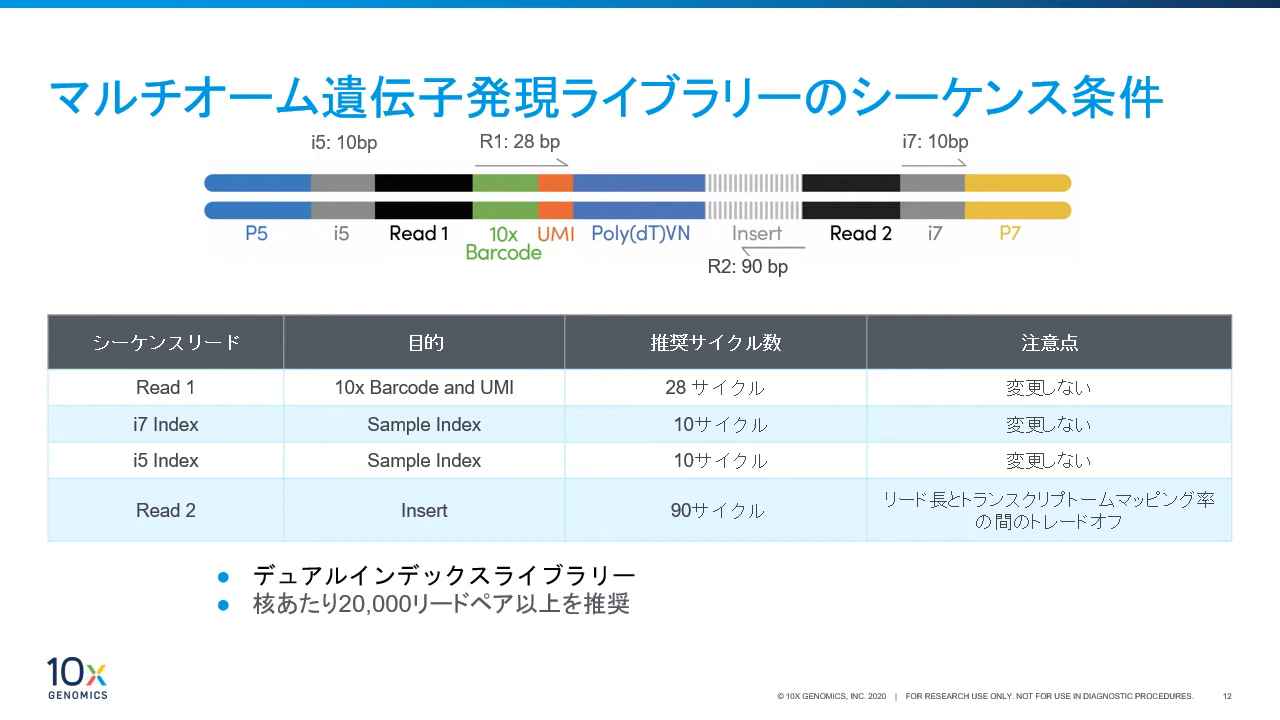 マルチオーム遺伝子発現ライブラリーのシーケンス条件
i5: 10bp
R1: 28 bp
i7: 10bp
P5
i5
Read 1
10x
Barcode
UMI
Poly(dT)VN
Insert
Read 2
i7
P7
R2: 90 bp
シーケンスリード 目的 推奨サイクル数 注意点
Read 1 10x Barcode and UMI 28 サイクル 変更しない
i7 Index Sample Index 10サイクル 変更しない
i5 Index Sample Index 10サイクル 変更しない
Read 2 Insert 90サイクル リード長とトランスクリプトームマッピング率
の間のトレードオフ
● デュアルインデックスライブラリー
● 核あたり20,000リードペア以上を推奨
10x
GENOMICS
© 10X GENOMICS, INC. 2020 | FOR RESEARCH USE ONLY. NOT FOR USE IN DIAGNOSTIC PROCEDURES. 12